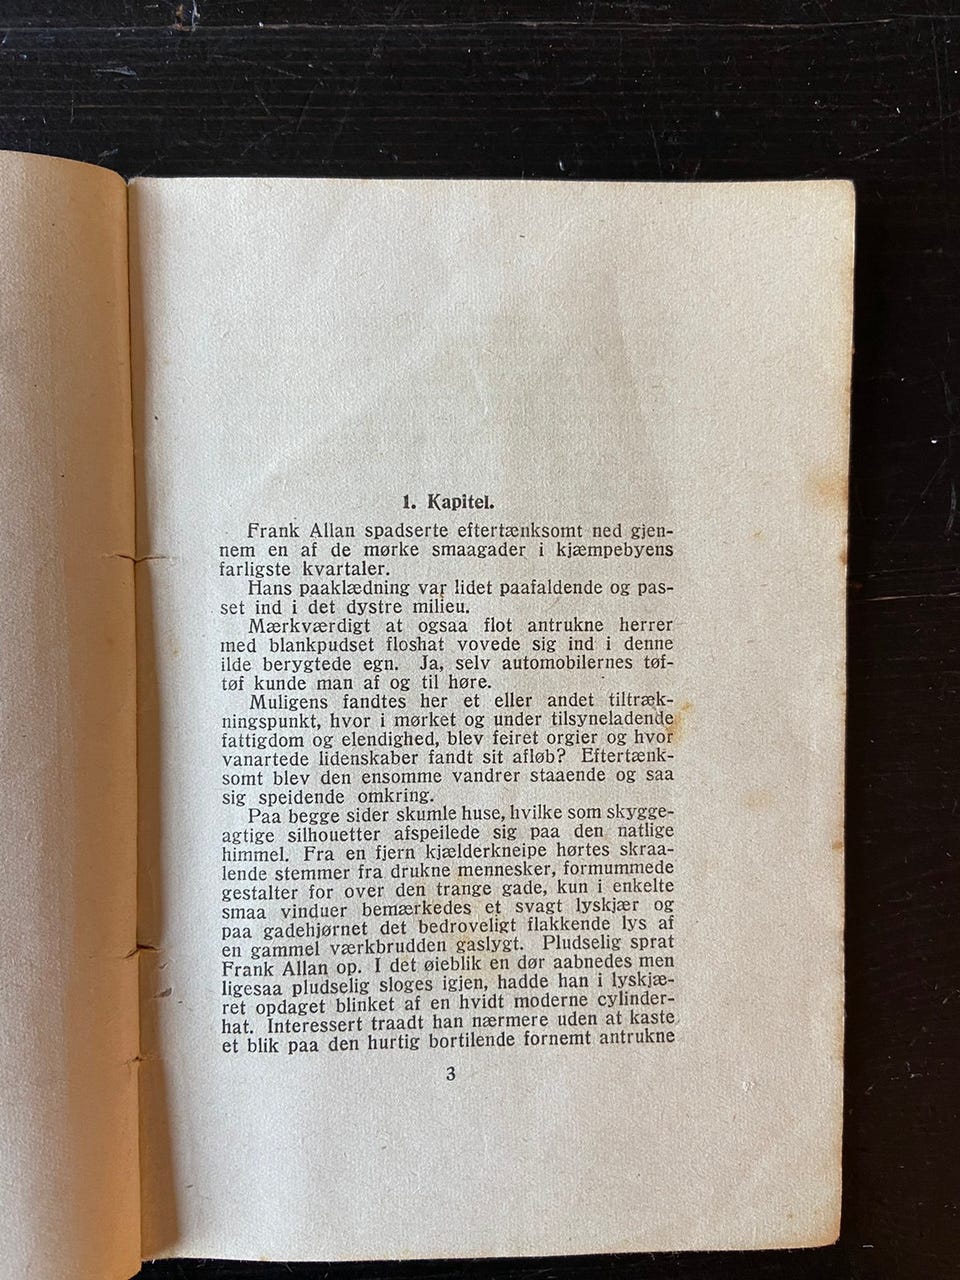 1. Kapitel.
Frank Allan spadserte eftertænksomt ned gjen-
nem en af de mørke smaagader i kjæmpebyens
farligste kvartaler.
Hans paaklædning var lidet paafaldende og pas-
set ind i det dystre milieu.
Mærkværdigt at ogsaa flot antrukne herrer
med blankpudset floshat vovede sig ind i denne
ilde berygtede egn. Ja, selv automobilernes tøf-
tøf kunde man af og til høre.
Muligens fandtes her et eller andet tiltræk-
ningspunkt, hvor i mørket og under tilsyneladende
fattigdom og elendighed, blev feiret orgier og hvor
vanartede lidenskaber fandt sit afløb? Eftertænk-
somt blev den ensomme vandrer staaende og saa
sig speidende omkring.
Paa begge sider skumle huse, hvilke som skygge-
agtige silhouetter afspeilede sig paa den natlige
himmel. Fra en fjern kjælderkneipe hørtes skraa-
lende stemmer fra drukne mennesker, formummede
gestalter for over den trange gade, kun i enkelte
smaa vinduer bemærkedes et svagt lyskjær og
paa gadehjørnet det bedroveligt flakkende lys af
en gammel værkbrudden gaslygt. Pludselig sprat
Frank Allan op. I det øieblik en dør aabnedes men
ligesaa pludselig sloges igjen, hadde han i lyskjæ-
ret opdaget blinket af en hvidt moderne cylinder-
hat. Interessert traadt han nærmere uden at kaste
et blik paa den hurtig bortilende fornemt antrukne
3